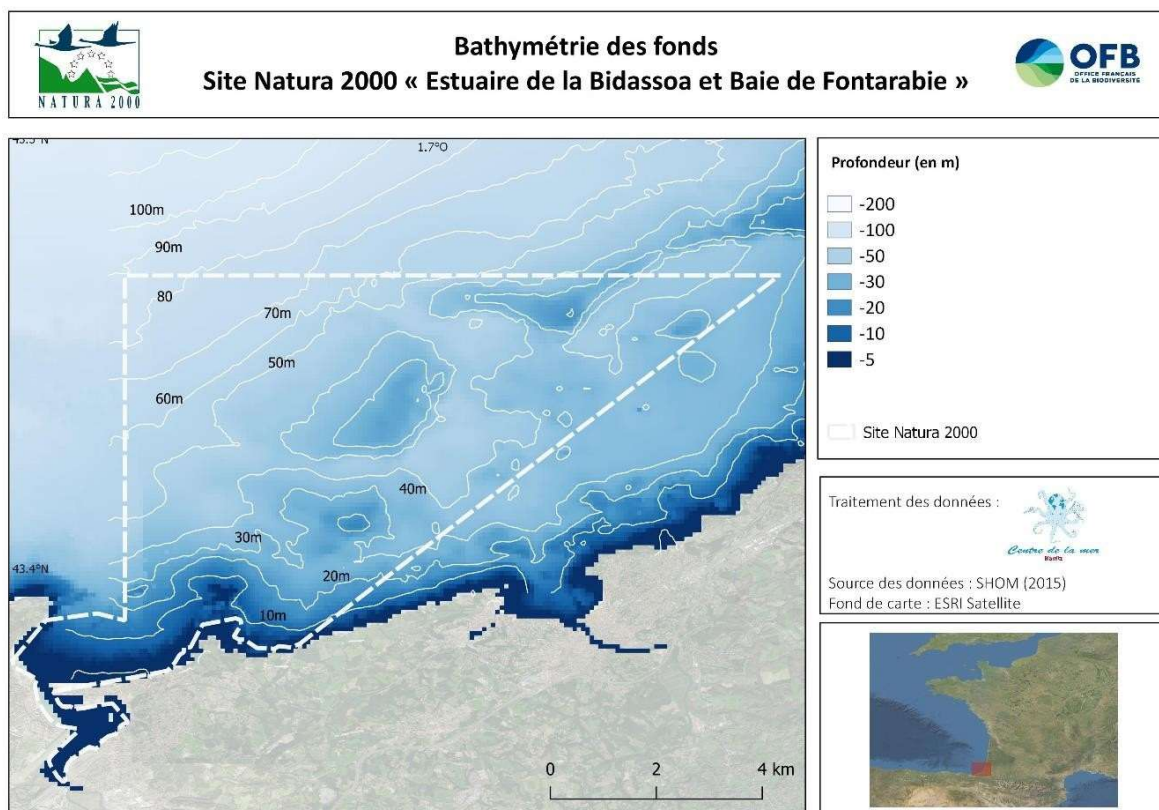 Bathymétrie des fonds
Site Natura 2000 « Estuaire de la Bidassoa et Baie de Fontarabie »
NATURA 2000
OFB
OFFICE FRANÇAIS
DE LA BIODIVERSITÉ
1.7°O
100m
90m
80
70m
50m
60m
40m
30m
20m
10m
43.4°N
0 2 4 km
Profondeur (en m)
-200
-100
-50
-30
-20
-10
-5
Site Natura 2000
Traitement des données :
Centre de la mer
Biarritz
Source des données : SHOM (2015)
Fond de carte : ESRI Satellite